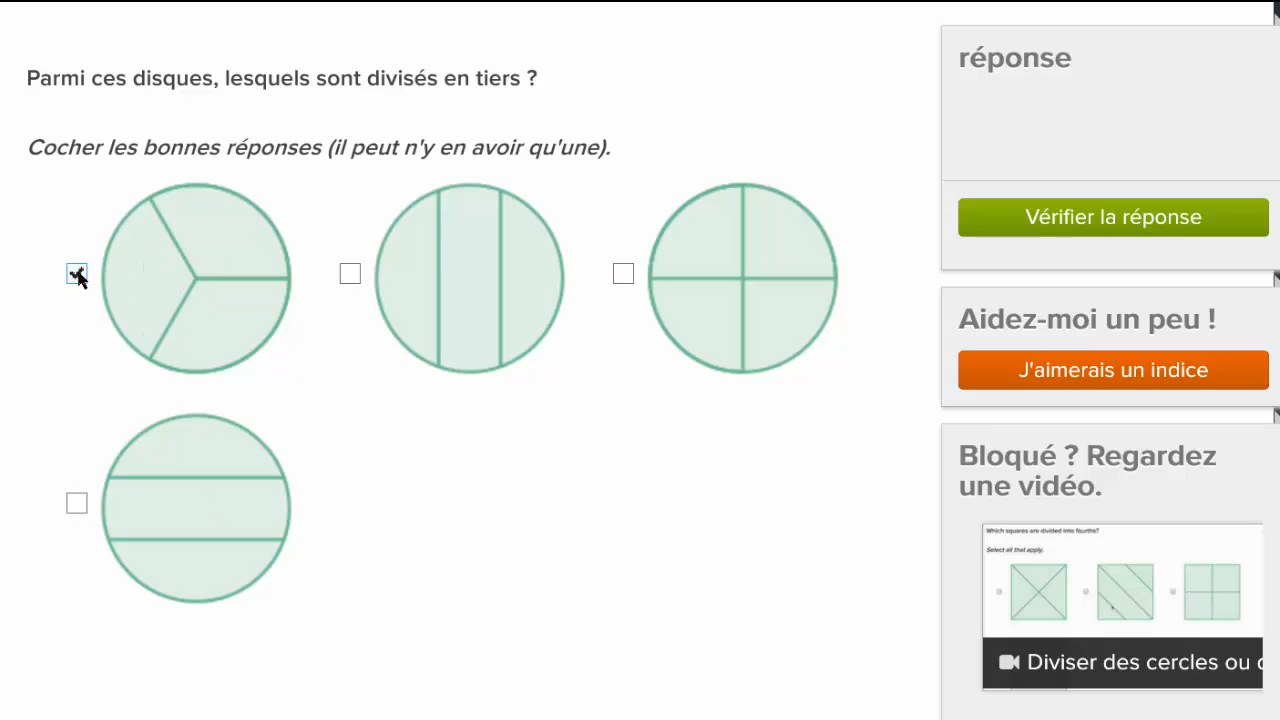 Parmi ces disques, lesquels sont divisés en tiers ?
Cocher les bonnes réponses (il peut n'y en avoir qu'une).
réponse
Vérifier la réponse
Aidez-moi un peu !
J'aimerais un indice
Bloqué ? Regardez
une vidéo.
Which squares are divided into fourths?
Select all that apply.
Diviser des cercles ou